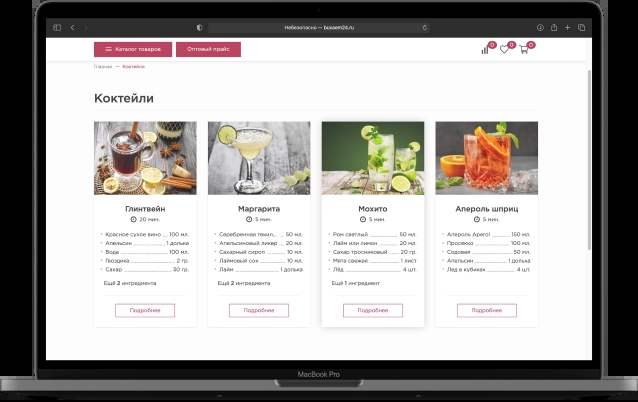 Небезопасно — buxaem24.ru
Каталог товаров
Оптовый прайс
0
0
0
Главная — Коктейли
Коктейли
Глинтвейн
20 мин.
Красное сухое вино 100 мл.
Апельсин 1 долька
Вода 100 мл.
Гвоздика 2 гр.
Сахар 30 гр.
Ещё 2 ингредиента
Подробнее
Маргарита
5 мин.
Серебренная текил... 50 мл.
Апельсиновый ликер 20 мл.
Сахарный сироп 10 мл.
Лаймовый сок 10 мл.
Лайм 1 долька
Ещё 2 ингредиента
Подробнее
Мохито
5 мин.
Ром светлый 50 мл.
Лайм или лимон 20 мл.
Сахар тросниковый 20 гр.
Мята свежая 1 лист
Лёд 4 шт.
Ещё 1 ингредиент
Подробнее
Апероль шприц
5 мин.
Апероль Aperol 150 мл.
Просекко 100 мл.
Содовая 50 мл.
Апельсин 1 долька
Лед в кубиках 4 шт.
Подробнее
MacBook Pro